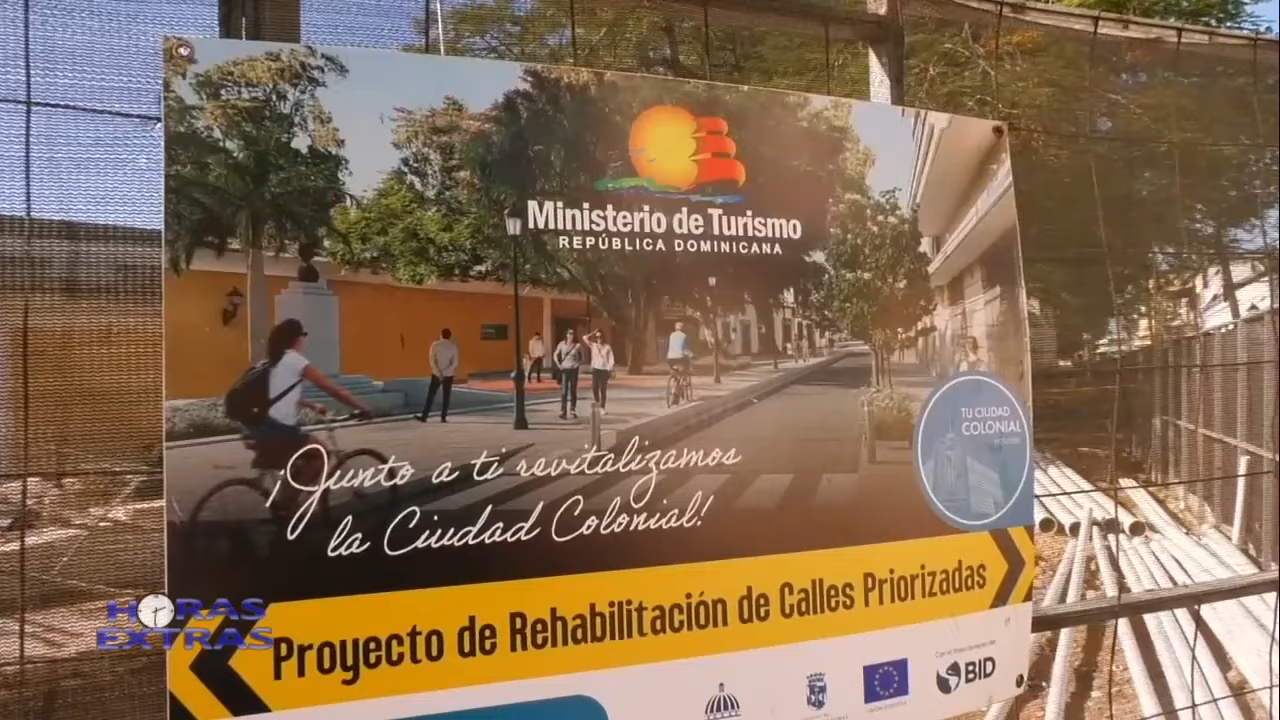 Ministerio de Turismo
REPÚBLICA DOMINICANA
TU CIUDAD
COLONIAL
¡Junto a ti revitalizamos
la Ciudad Colonial!
Proyecto de Rehabilitación de Calles Priorizadas
HORAS
EXTRAS
BID